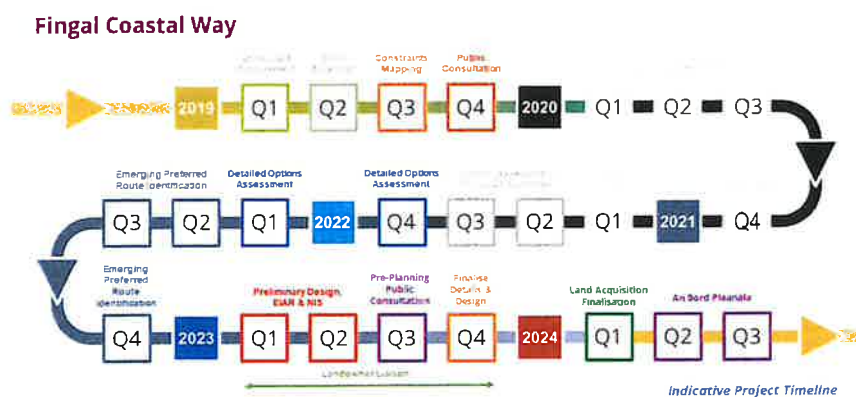 Fingal Coastal Way
Constraints
Mapping
Public
Consultation
2019
Q1
Q2
Q3
Q4
2020
Q1
Q2
Q3
Emerging Preferred
Route Identification
Detailed Options
Assessment
Detailed Options
Assessment
Q3
Q2
Q1
2022
Q4
Q3
Q2
Q1
2021
Q4
Emerging
Preferred
Route
Identification
Preliminary Design,
EIAR & NIS
Pre-Planning
Public
Consultation
Finalise
Details &
Design
Land Acquisition
Finalisation
An Bord Pleanála
Q4
2023
Q1
Q2
Q3
Q4
2024
Q1
Q2
Q3
Landowner Liaison
Indicative Project Timeline